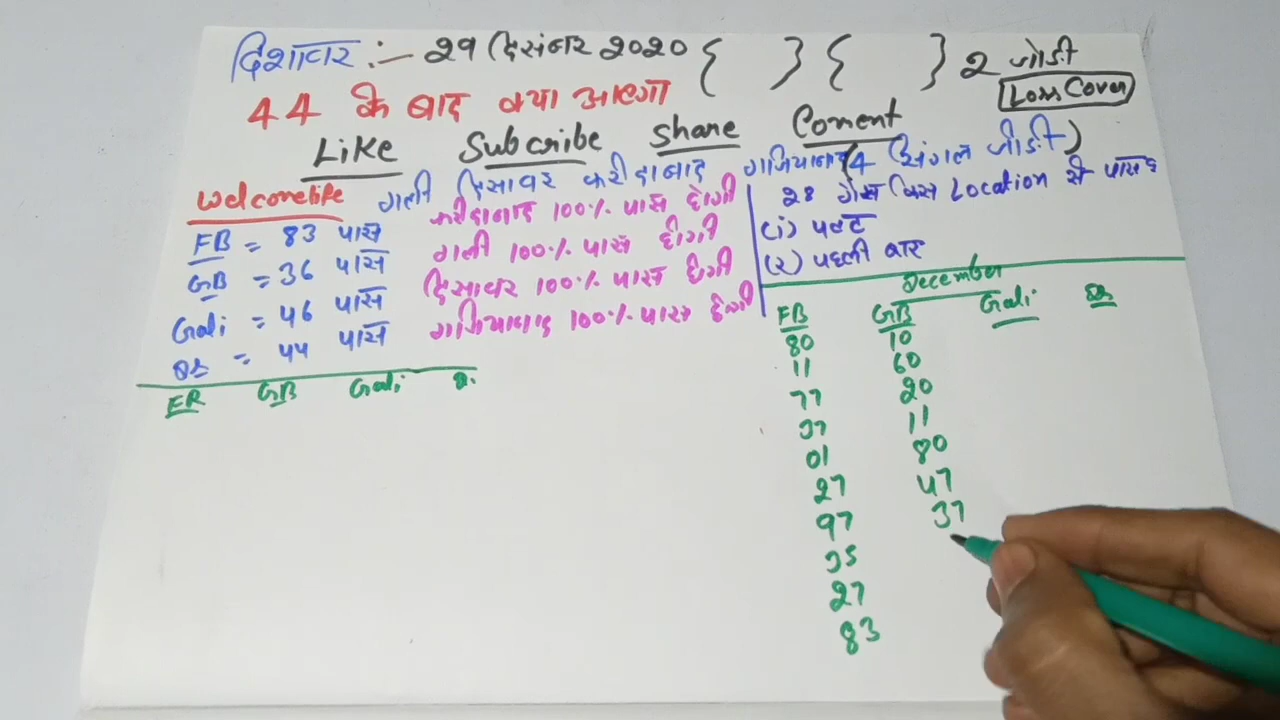 दिशावर :- 29 दिसंबर 2020 { } { } 2 जोडी
44 के बाद क्या आएगा
Loss Cover
Like Subcribe Share Coment
गली दिसावर फरीदाबाद गाजियाबाद (4 सिंगल जोडी)
Welcomelife
FB = 83 पास
GB = 36 पास
Gali = 46 पास
DS = 44 पास
फरीदाबाद 100% पास होगी
गली 100% पास होगी
दिसावर 100% पास होगी
गाजियाबाद 100% पास होगी
28 गेम किस Location से पास है
(i) पलट
(२) पहली बार
FB GB Gali D.
December
FB GB Gali DS
80 10
11 60
77 20
37 11
01 80
27 47
97 37
35
27
83